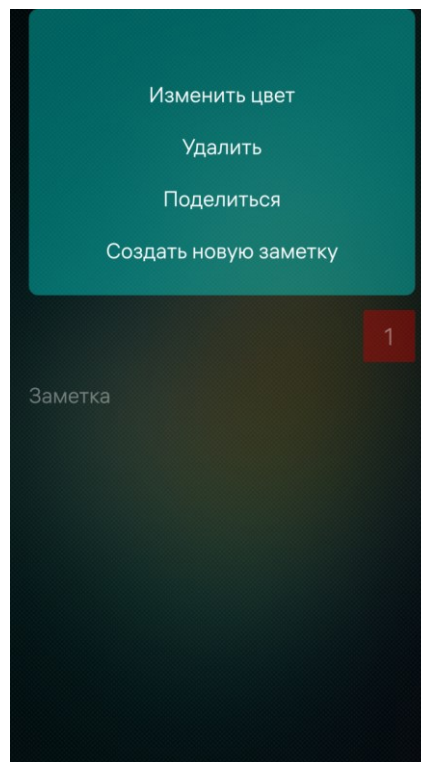 Изменить цвет
Удалить
Поделиться
Создать новую заметку
1
Заметка